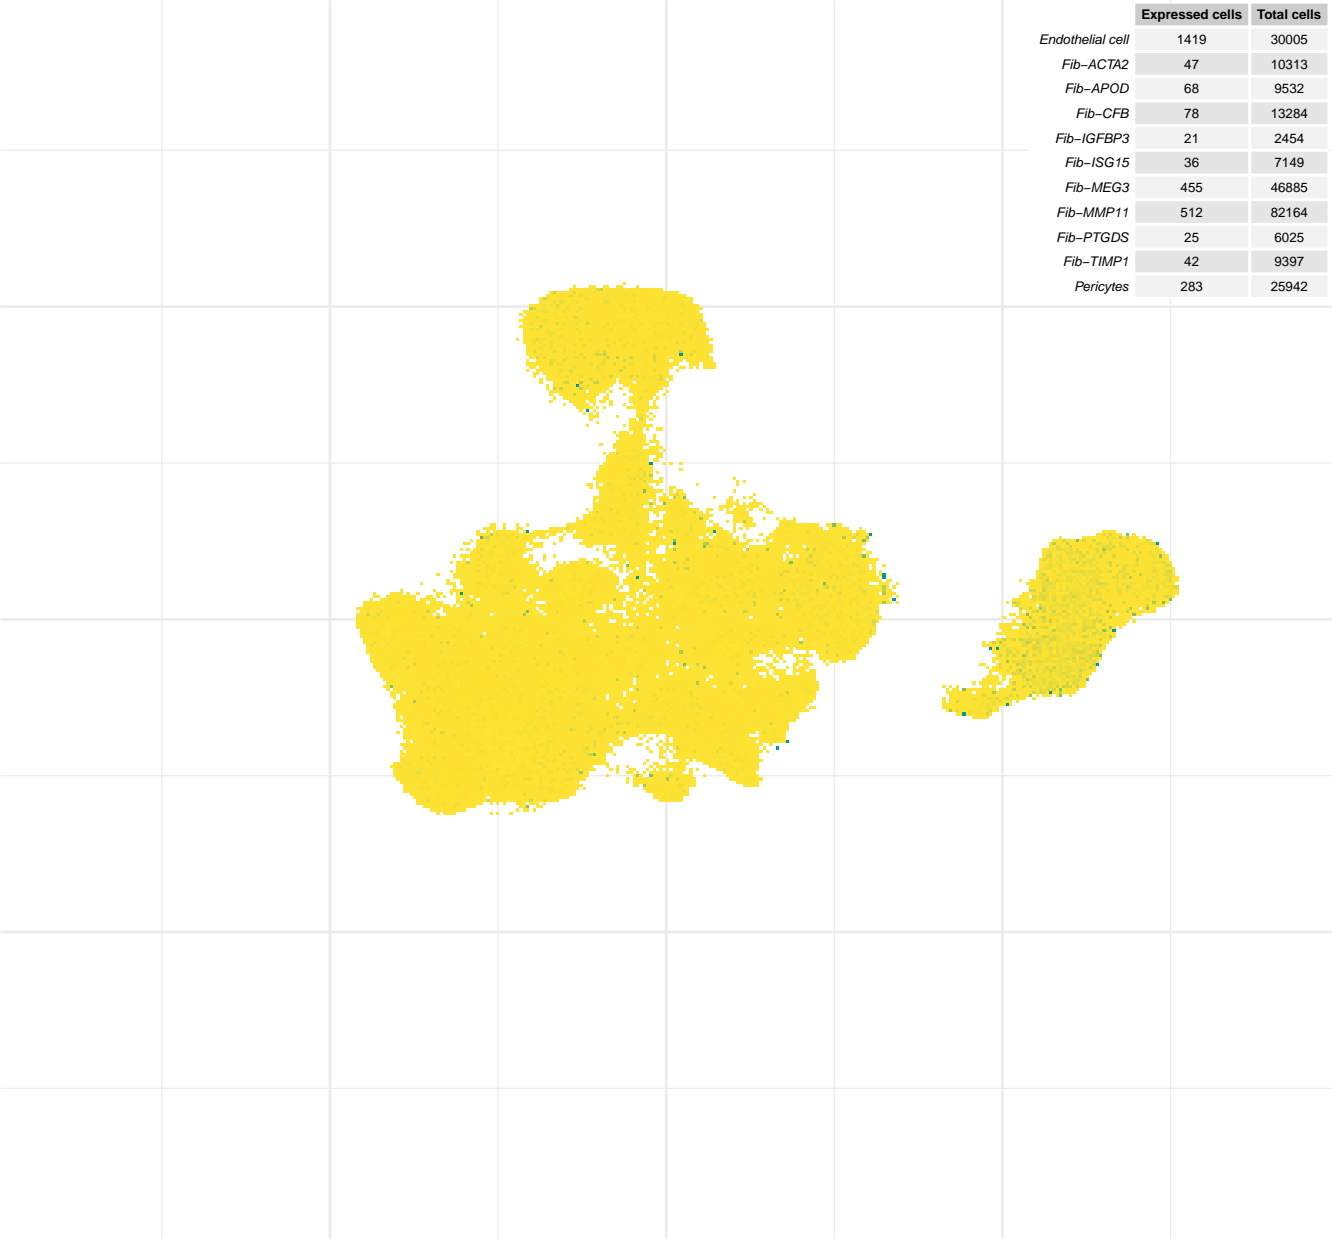 Expressed cells Total cells
Endothelial cell 1419 30005
Fib−ACTA2 47 10313
Fib−APOD 68 9532
Fib−CFB 78 13284
Fib−IGFBP3 21 2454
Fib−ISG15 36 7149
Fib−MEG3 455 46885
Fib−MMP11 512 82164
Fib−PTGDS 25 6025
Fib−TIMP1 42 9397
Pericytes 283 25942